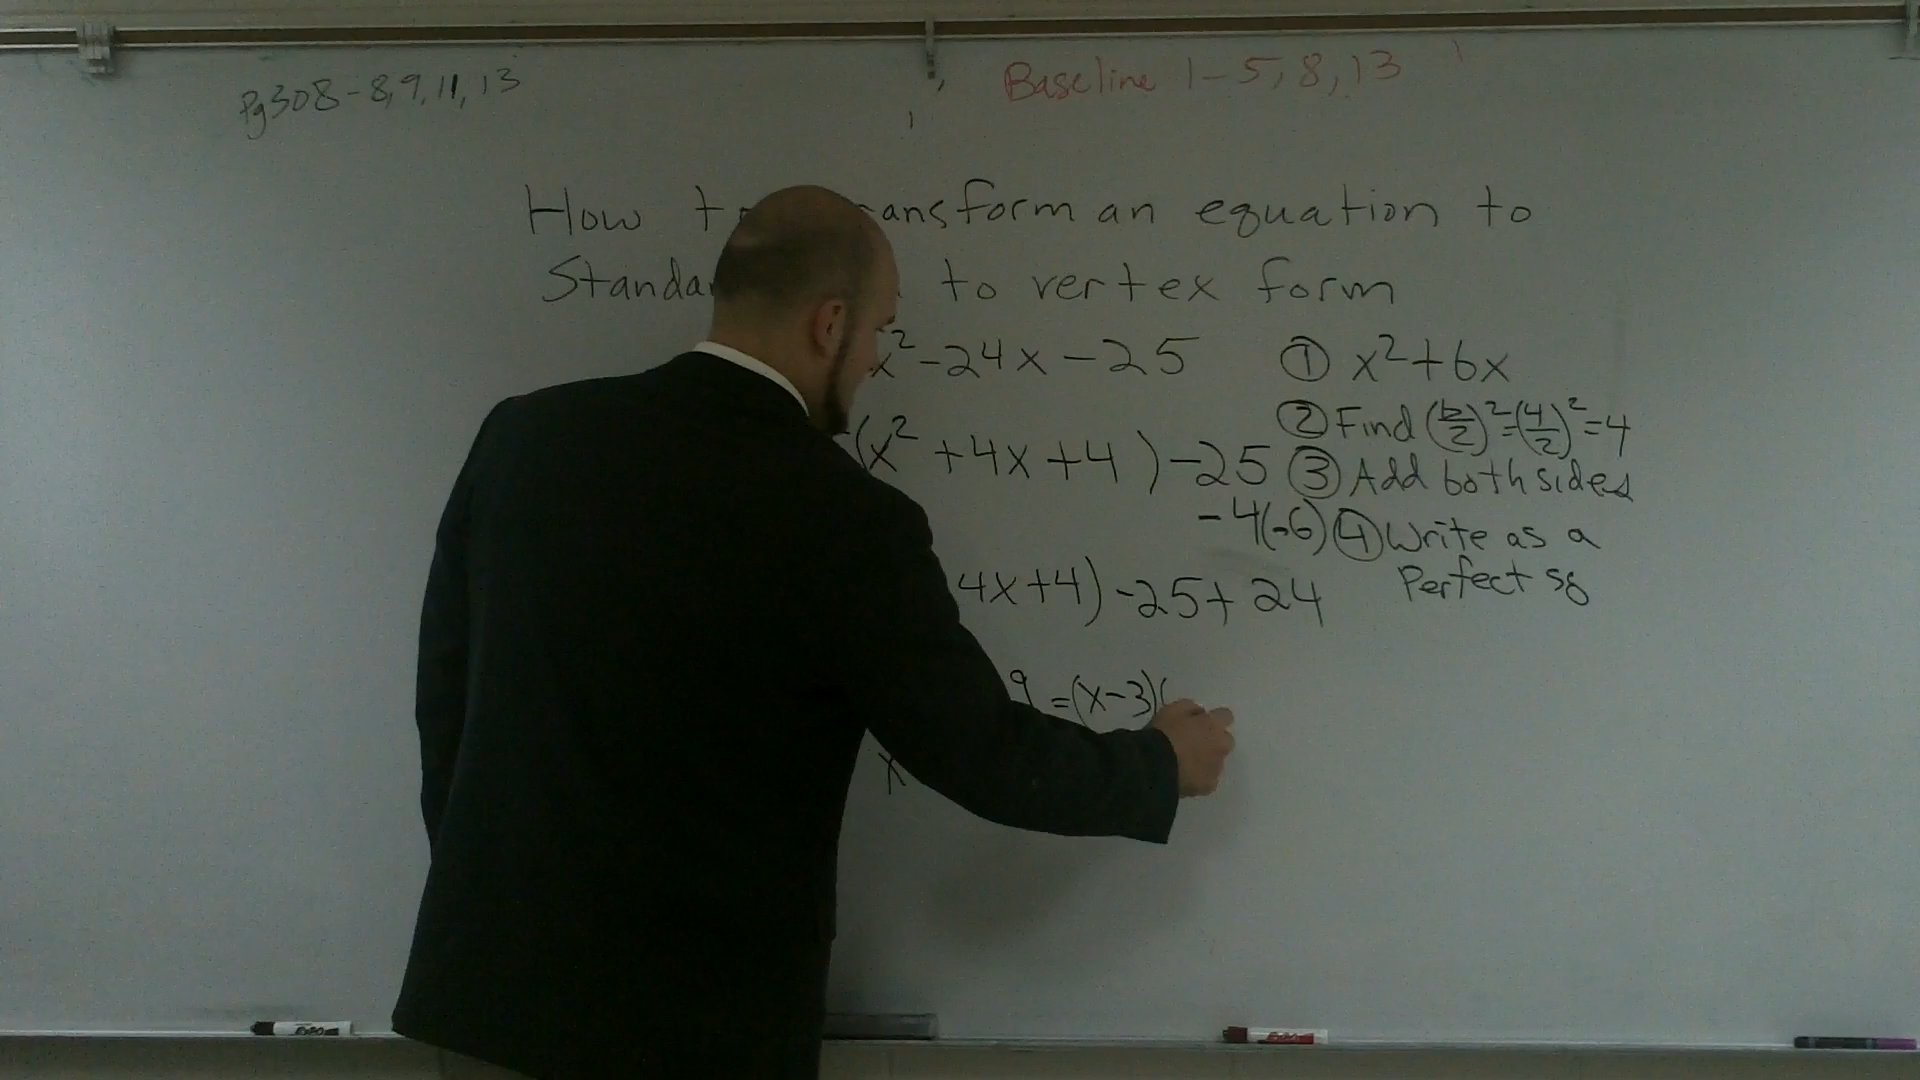 Pg308-8,9,11,13
Baseline 1-5,8,13
How ansform an equation to
to vertex form
x²-24x-25
① x²+6x
② Find (b/2)²=(4/2)²=4
(x²+4x+4)-25
③ Add both sides
-4(-6)
④ Write as a
4x+4)-25+24
Perfect sq
9 =(x-3)(
x